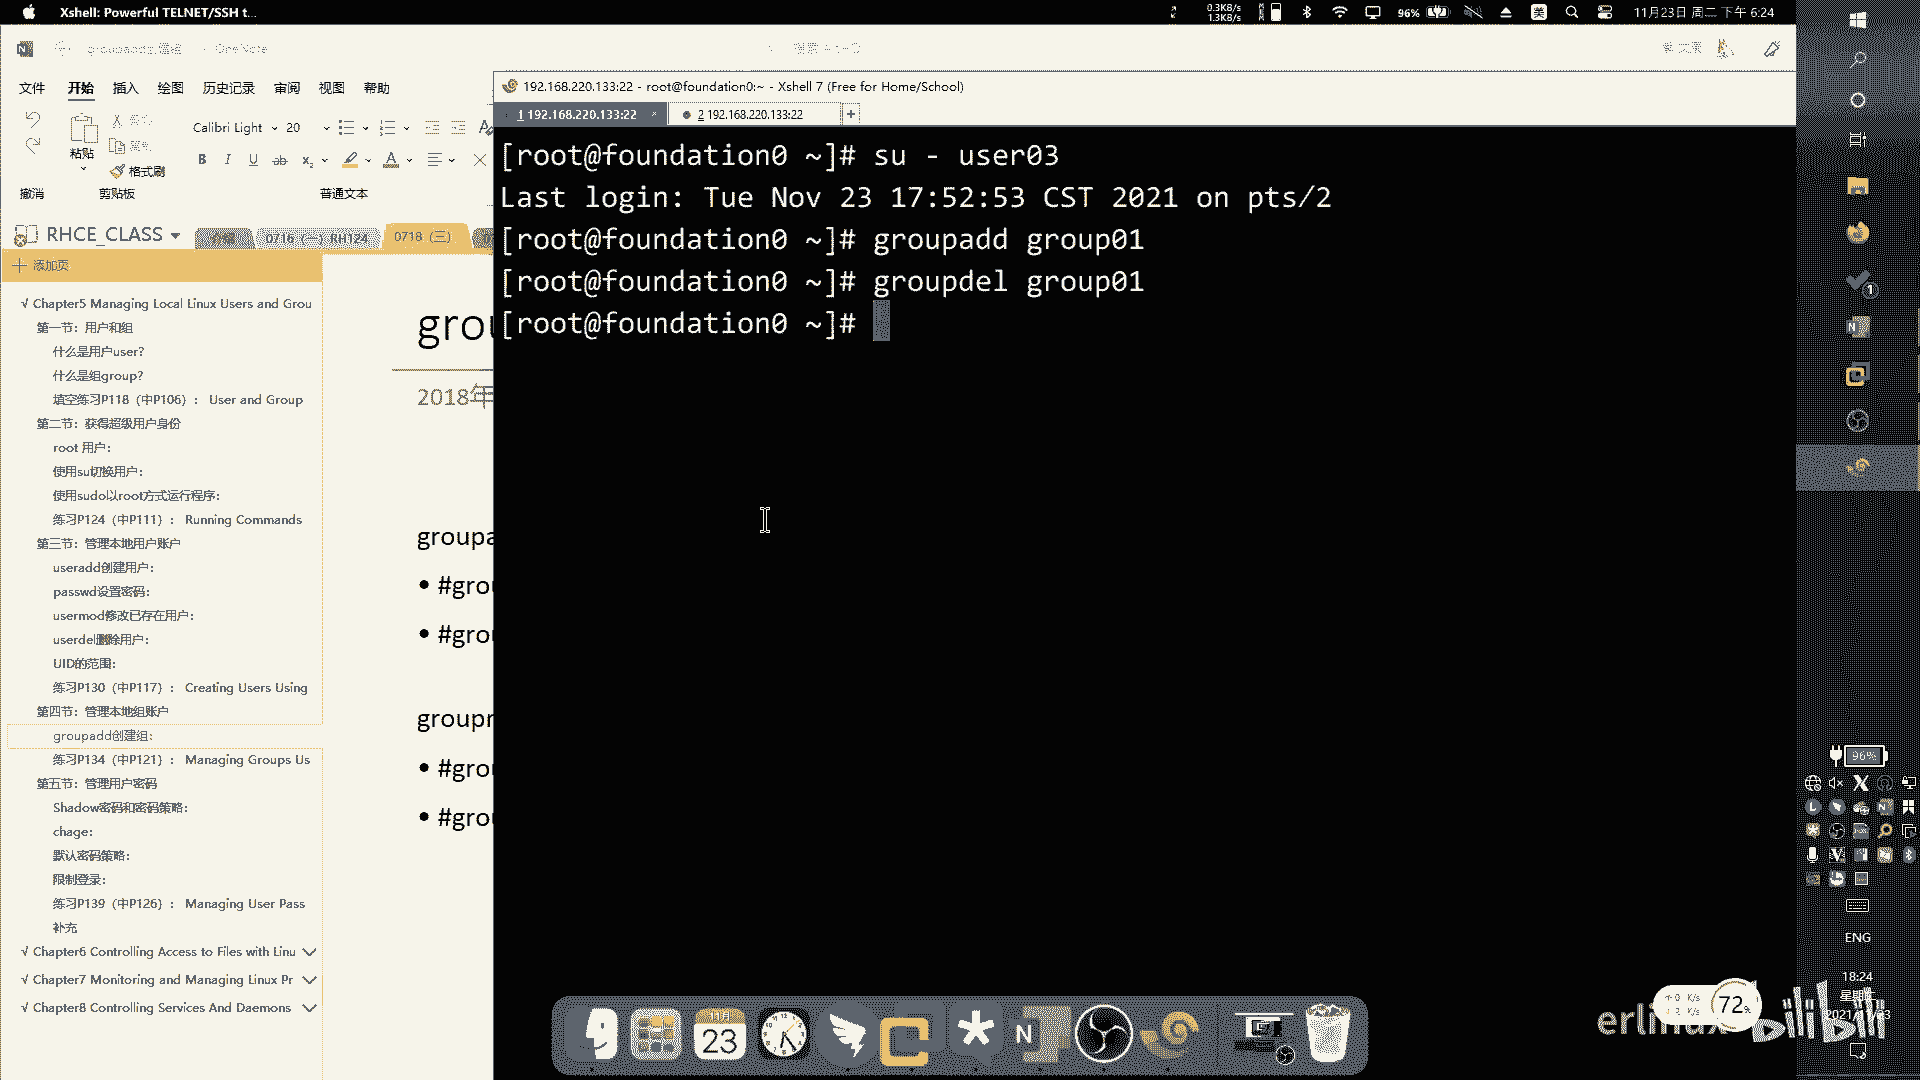 Xshell: Powerful TELNET/SSH t...
0.3KB/s
1.3KB/s
96%
美
11月23日 周二 下午 6:24
OneNote
文件 开始 插入 绘图 历史记录 审阅 视图 帮助
Calibri Light 20
粘贴
格式刷
撤消 剪贴板 普通文本
RHCE_CLASS
0716 (一) RH124
0718 (三)
添加页
√ Chapter5 Managing Local Linux Users and Grou
第一节：用户和组
什么是用户user？
什么是组group？
填空练习P118（中P106）： User and Group
第二节：获得超级用户身份
root 用户：
使用su切换用户：
使用sudo以root方式运行程序：
练习P124（中P111）： Running Commands
第三节：管理本地用户账户
useradd创建用户：
passwd设置密码：
usermod修改已存在用户：
userdel删除用户：
UID的范围：
练习P130（中P117）： Creating Users Using
第四节：管理本地组账户
groupadd创建组：
练习P134（中P121）： Managing Groups Us
第五节：管理用户密码
Shadow密码和密码策略：
chage：
默认密码策略：
限制登录：
练习P139（中P126）： Managing User Pass
补充
√ Chapter6 Controlling Access to Files with Linu
√ Chapter7 Monitoring and Managing Linux Pr
√ Chapter8 Controlling Services And Daemons
grou
2018年
groupa
• #grou
• #grou
groupn
• #grou
• #grou
192.168.220.133:22 - root@foundation0:~ - Xshell 7 (Free for Home/School)
1 192.168.220.133:22
2 192.168.220.133:22
[root@foundation0 ~]# su - user03
Last login: Tue Nov 23 17:52:53 CST 2021 on pts/2
[root@foundation0 ~]# groupadd group01
[root@foundation0 ~]# groupdel group01
[root@foundation0 ~]#
23
96%
ENG
18:24
72%
erlinux
bilibili